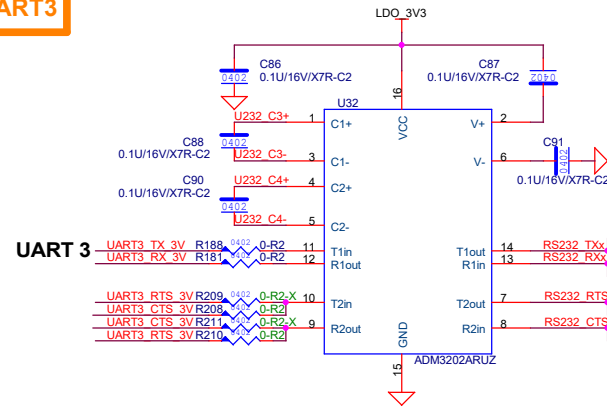 ART3
LDO_3V3
C86
0402
0.1U/16V/X7R-C2
C87
0402
0.1U/16V/X7R-C2
16
U32
U232_C3+
1
C1+
VCC
V+
2
C88
0402
0.1U/16V/X7R-C2
U232_C3-
3
C1-
V-
6
C91
0402
0.1U/16V/X7R-C2
U232_C4+
4
C2+
C90
0402
0.1U/16V/X7R-C2
U232_C4-
5
C2-
UART 3
UART3_TX_3V R188 0402 0-R2 11 T1in
T1out 14 RS232_TXx
UART3_RX_3V R181 0402 0-R2 12 R1out
R1in 13 RS232_RXx
UART3_RTS_3V R209 0402 0-R2-X 10 T2in
T2out 7 RS232_RTS
UART3_CTS_3V R208 0402 0-R2
UART3_CTS_3V R211 0402 0-R2-X 9 R2out
R2in 8 RS232_CTS
UART3_RTS_3V R210 0402 0-R2
GND
15
ADM3202ARUZ